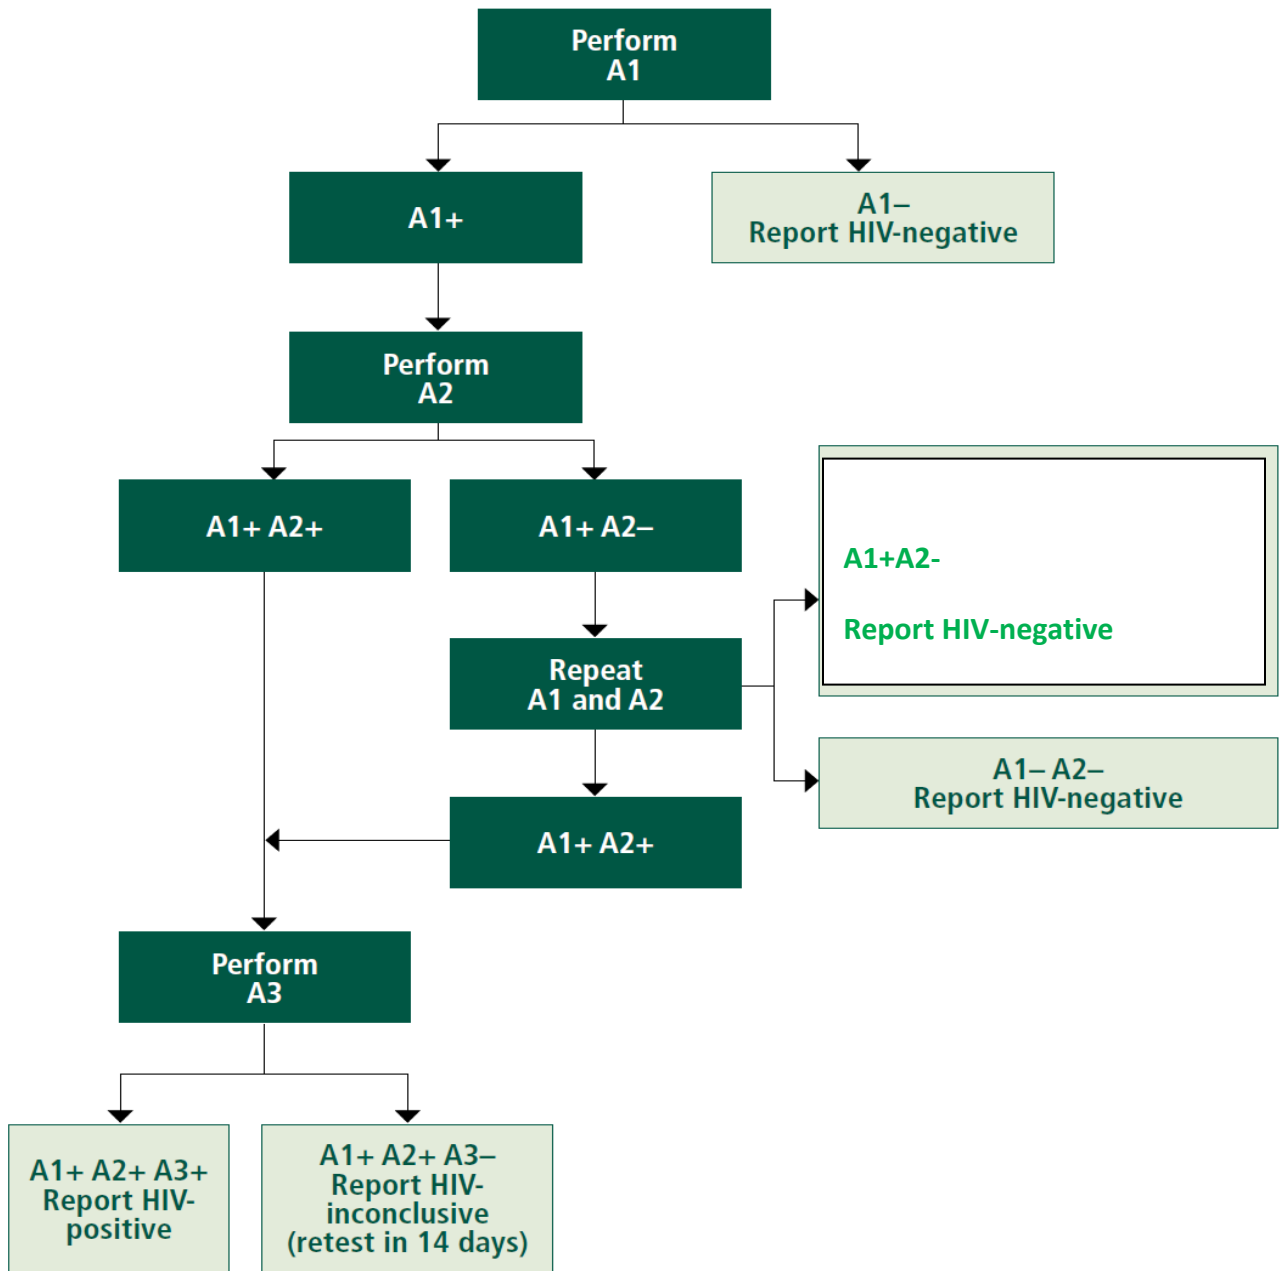 Perform
A1
A1+
A1–
Report HIV-negative
Perform
A2
A1+ A2+
A1+ A2–
A1+A2-
Report HIV-negative
Repeat
A1 and A2
A1– A2–
Report HIV-negative
A1+ A2+
Perform
A3
A1+ A2+ A3+
Report HIV-
positive
A1+ A2+ A3–
Report HIV-
inconclusive
(retest in 14 days)